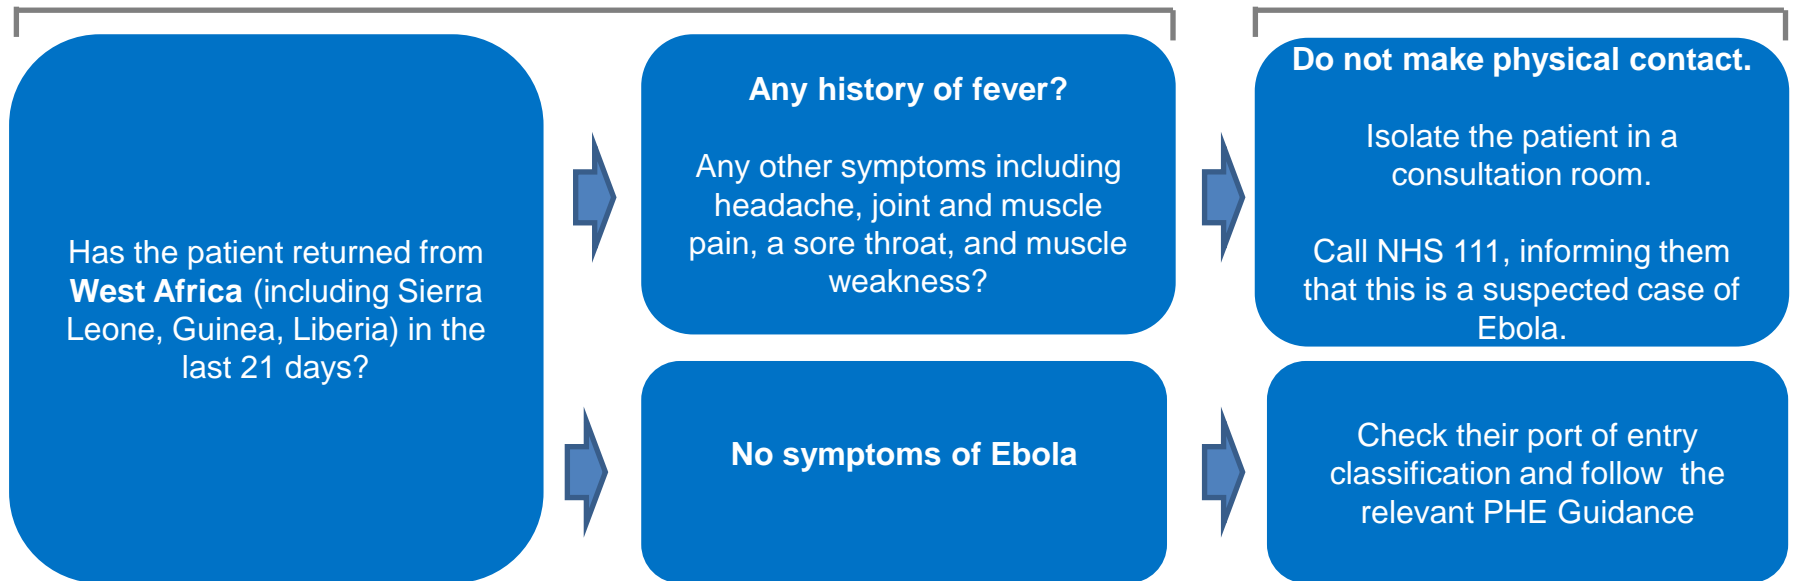 Has the patient returned from
West Africa (including Sierra
Leone, Guinea, Liberia) in the
last 21 days?
Any history of fever?
Any other symptoms including
headache, joint and muscle
pain, a sore throat, and muscle
weakness?
Do not make physical contact.
Isolate the patient in a
consultation room.
Call NHS 111, informing them
that this is a suspected case of
Ebola.
No symptoms of Ebola
Check their port of entry
classification and follow  the
relevant PHE Guidance